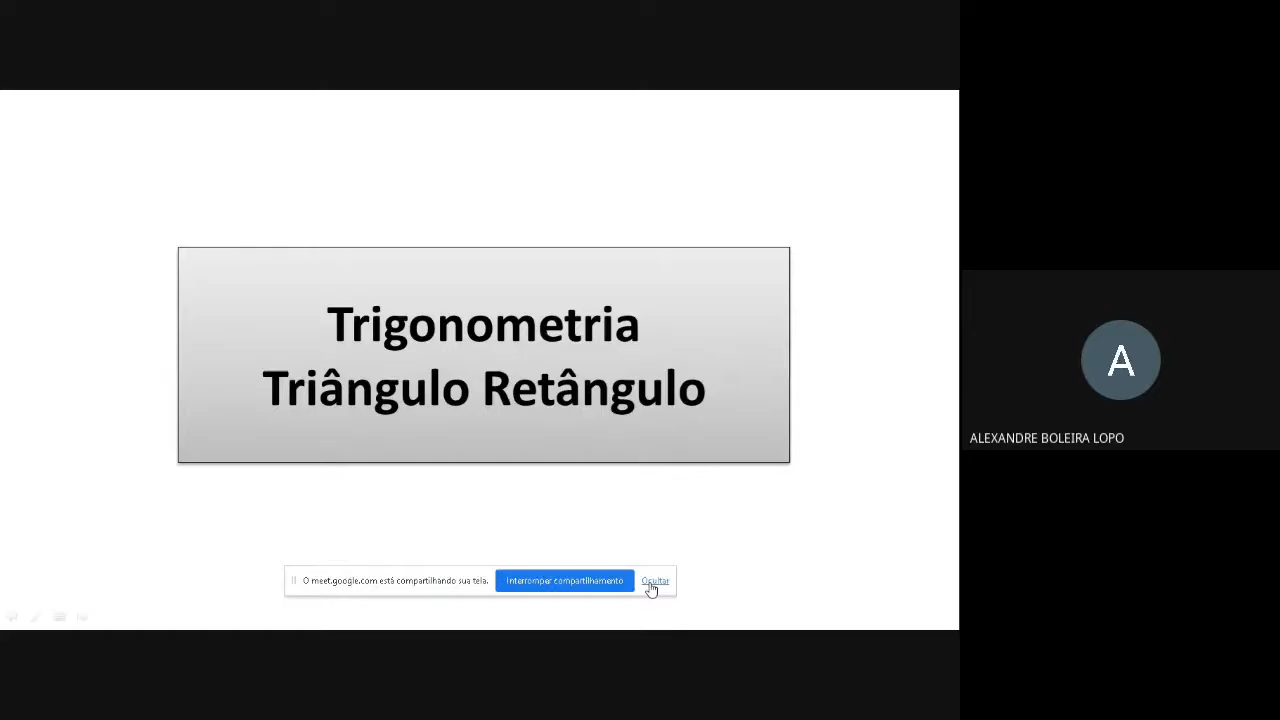 Trigonometria
Triângulo Retângulo
A
ALEXANDRE BOLEIRA LOPO
O meet.google.com está compartilhando sua tela. Interromper compartilhamento Ocultar